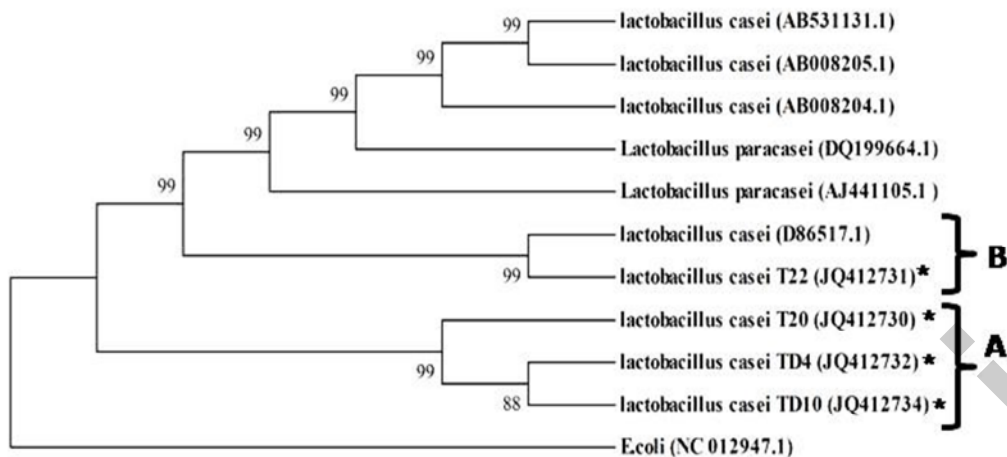 99 lactobacillus casei (AB531131.1)
99 lactobacillus casei (AB008205.1)
99 lactobacillus casei (AB008204.1)
99 Lactobacillus paracasei (DQ199664.1)
99 Lactobacillus paracasei (AJ441105.1 )
lactobacillus casei (D86517.1)
B
99 lactobacillus casei T22 (JQ412731)*
lactobacillus casei T20 (JQ412730) *
A
99 lactobacillus casei TD4 (JQ412732)*
88 lactobacillus casei TD10 (JQ412734)*
E.coli (NC 012947.1)